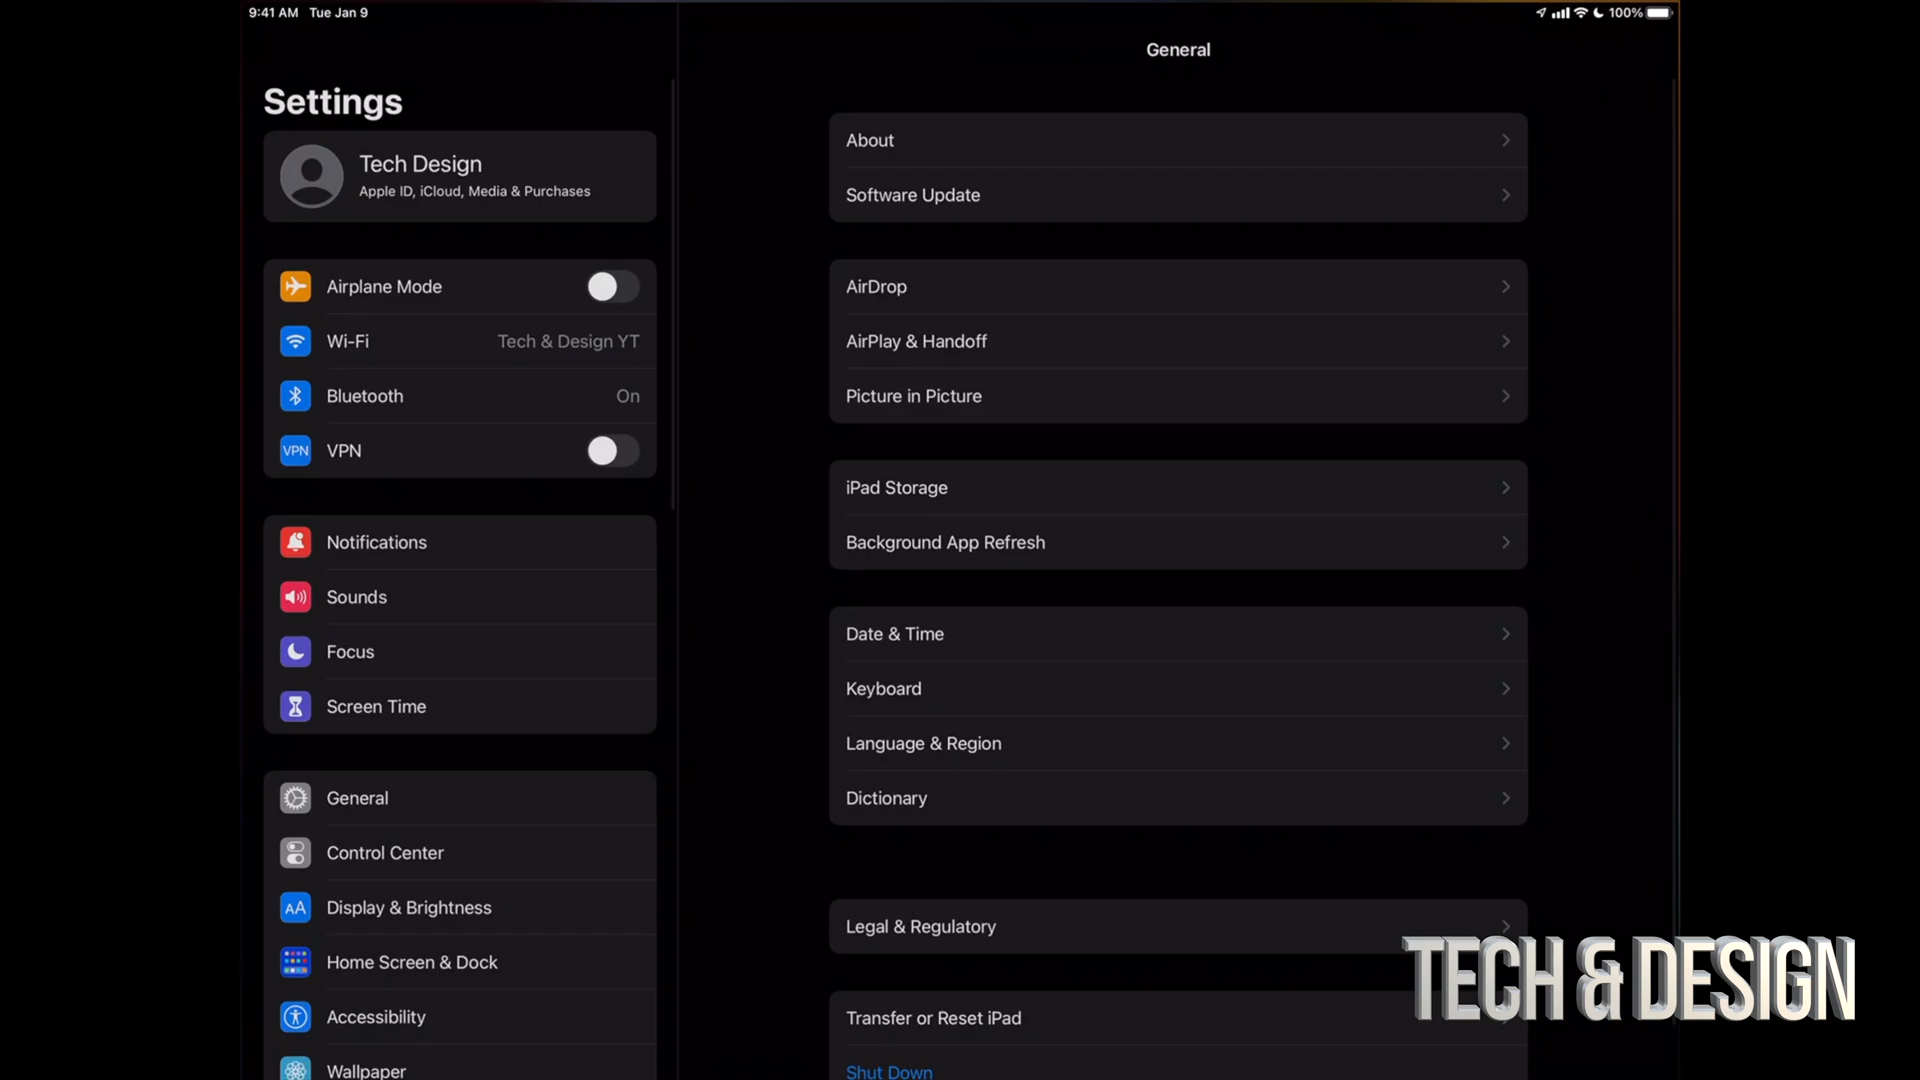 9:41 AM Tue Jan 9
100%
Settings
Tech Design
Apple ID, iCloud, Media & Purchases
Airplane Mode
Wi-Fi Tech & Design YT
Bluetooth On
VPN VPN
Notifications
Sounds
Focus
Screen Time
General
Control Center
AA Display & Brightness
Home Screen & Dock
Accessibility
Wallpaper
General
About
Software Update
AirDrop
AirPlay & Handoff
Picture in Picture
iPad Storage
Background App Refresh
Date & Time
Keyboard
Language & Region
Dictionary
Legal & Regulatory
Transfer or Reset iPad
Shut Down
TECH & DESIGN